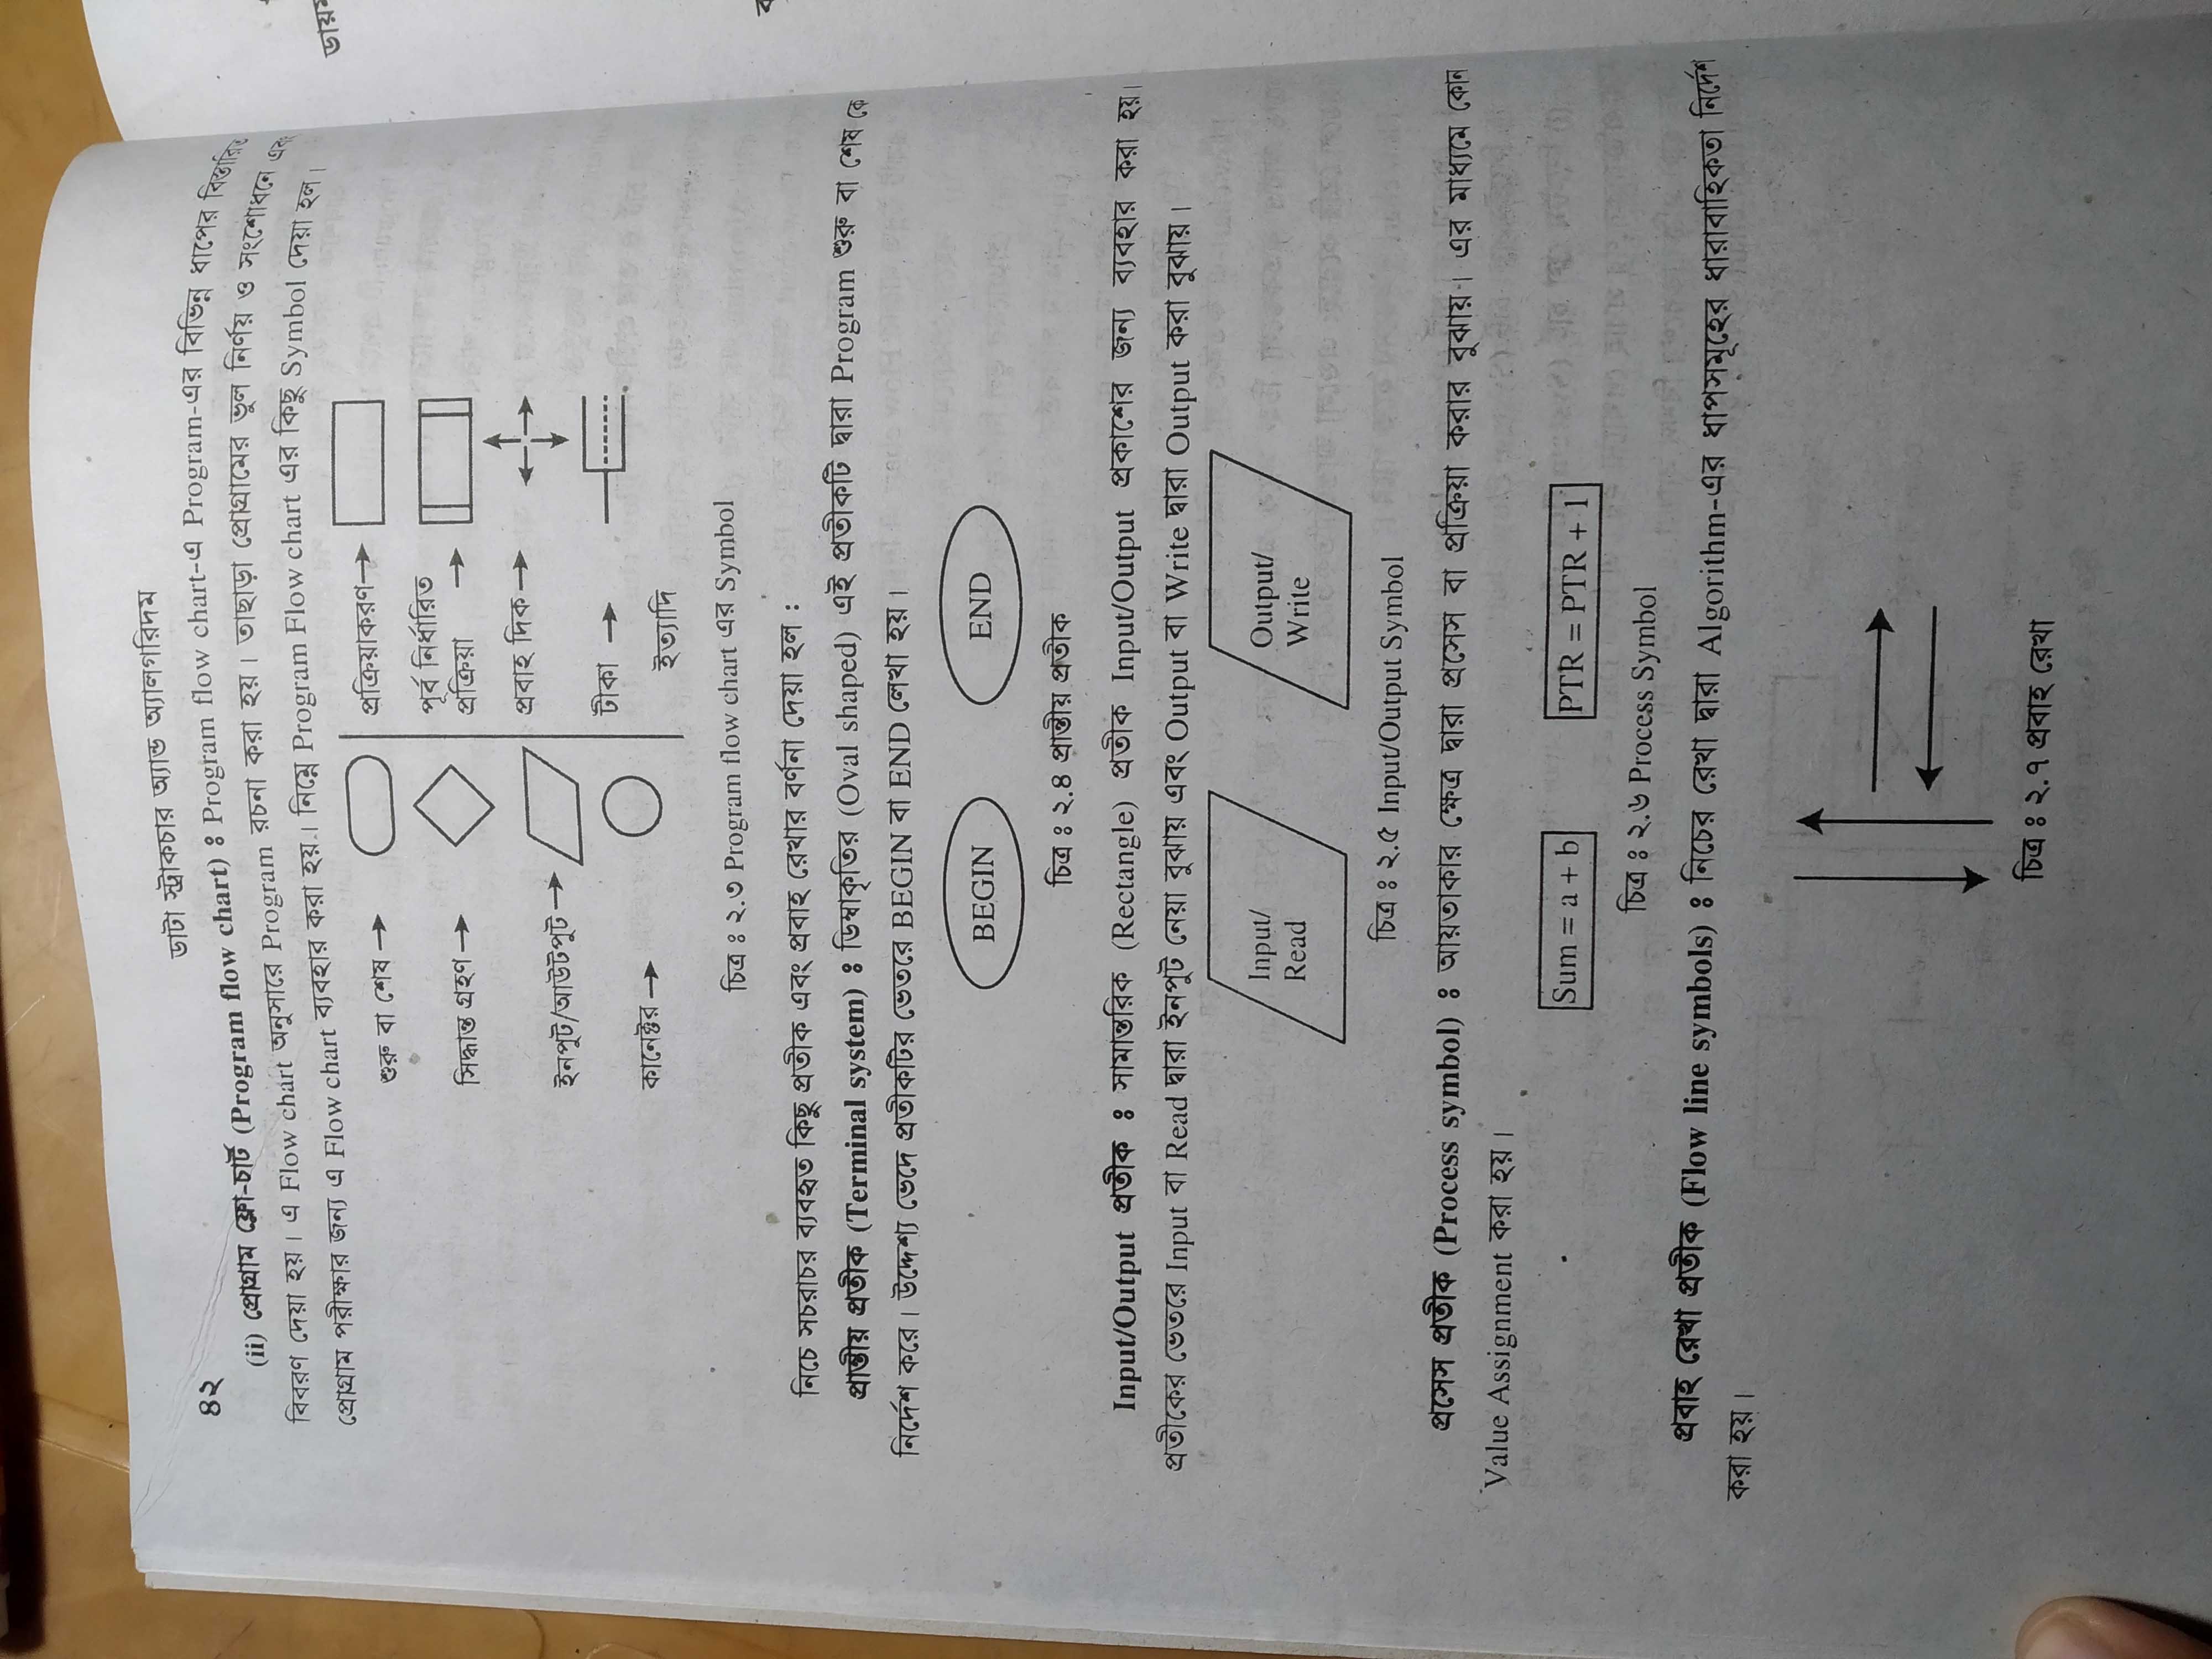 ৪২
ডাটা স্ট্রাকচার অ্যান্ড অ্যালগরিদম
(ii) প্রোগ্রাম ফ্লো-চার্ট (Program flow chart) ঃ Program flow chart-এ Program-এর বিভিন্ন ধাপের
বিবরণ দেয়া হয়। এ Flow chart অনুসারে Program রচনা করা হয়। তাছাড়া প্রোগ্রামের ভুল নির্ণয় ও সংশোধনে
প্রোগ্রাম পরীক্ষার জন্য এ Flow chart ব্যবহার করা হয়। নিম্নে Program Flow chart এর কিছু Symbol দেয়া হল।
শুরু বা শেষ →
প্রক্রিয়াকরণ→
সিদ্ধান্ত গ্রহণ →
পূর্ব নির্ধারিত
প্রক্রিয়া →
ইনপুট/আউটপুট →
প্রবাহ দিক →
কানেক্টর →
টীকা →
ইত্যাদি
চিত্র ঃ ২.৩ Program flow chart এর Symbol
নিচে সচরাচর ব্যবহৃত কিছু প্রতীক এবং প্রবাহ রেখার বর্ণনা দেয়া হল :
প্রান্তীয় প্রতীক (Terminal system) ঃ ডিম্বাকৃতির (Oval shaped) এই প্রতীকটি দ্বারা Program শুরু বা শেষ
নির্দেশ করে। উদ্দেশ্য ভেদে প্রতীকটির ভেতরে BEGIN বা END লেখা হয়।
BEGIN
END
চিত্র ঃ ২.৪ প্রান্তীয় প্রতীক
Input/Output প্রতীক ঃ সামান্তরিক (Rectangle) প্রতীক Input/Output প্রকাশের জন্য ব্যবহার করা হয়।
প্রতীকের ভেতরে Input বা Read দ্বারা ইনপুট নেয়া বুঝায় এবং Output বা Write দ্বারা Output করা বুঝায়।
Input/
Read
Output/
Write
চিত্র ঃ ২.৫ Input/Output Symbol
প্রসেস প্রতীক (Process symbol) ঃ আয়তাকার ক্ষেত্র দ্বারা প্রসেস বা প্রক্রিয়া করার বুঝায়। এর মাধ্যমে কোন
Value Assignment করা হয়।
Sum = a + b
PTR = PTR + 1
চিত্র ঃ ২.৬ Process Symbol
প্রবাহ রেখা প্রতীক (Flow line symbols) ঃ নিচের রেখা দ্বারা Algorithm-এর ধাপসমূহের ধারাবাহিকতা নির্দেশ
করা হয়।
চিত্র ঃ ২.৭ প্রবাহ রেখা